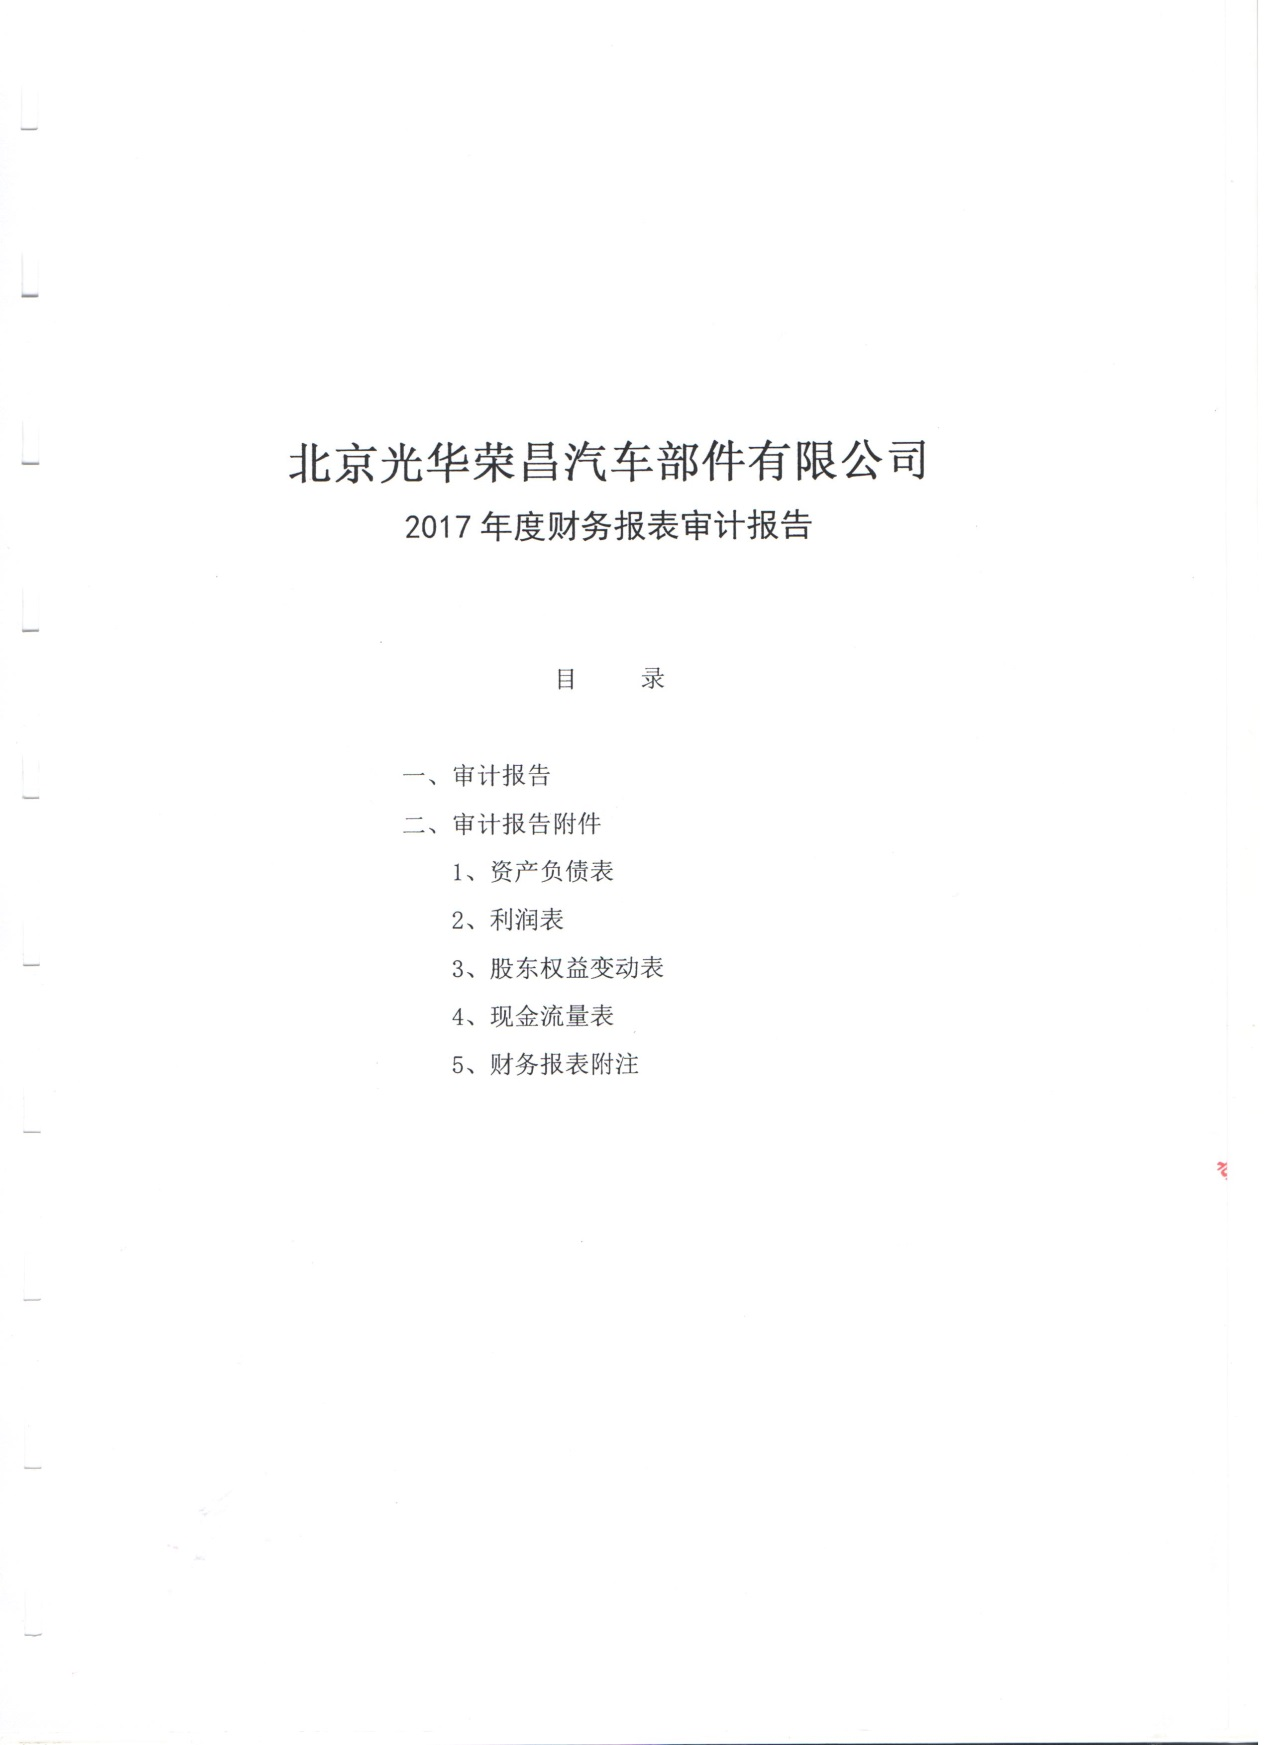 北京光华荣昌汽车部件有限公司
2017年度财务报表审计报告
目 录
一、审计报告
二、审计报告附件
1、资产负债表
2、利润表
3、股东权益变动表
4、现金流量表
5、财务报表附注